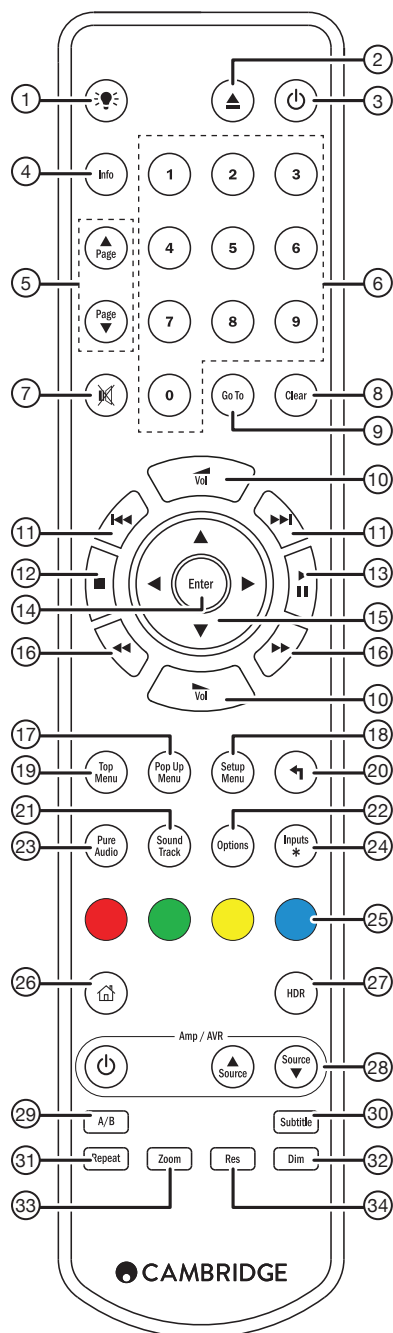 2
1
3
4
Info
1
2
3
Page
4
5
6
5
6
Page
7
8
9
7
0
Go To
Clear
8
9
Vol
10
11
11
12
13
Enter
14
15
16
16
Vol
10
17
18
Top Menu
Pop Up Menu
Setup Menu
19
20
21
22
Pure Audio
Sound Track
Options
Inputs *
23
24
25
26
27
HDR
Amp / AVR
Source
Source
28
29
A/B
Subtitle
30
31
Repeat
Zoom
Res
Dim
32
33
34
CAMBRIDGE